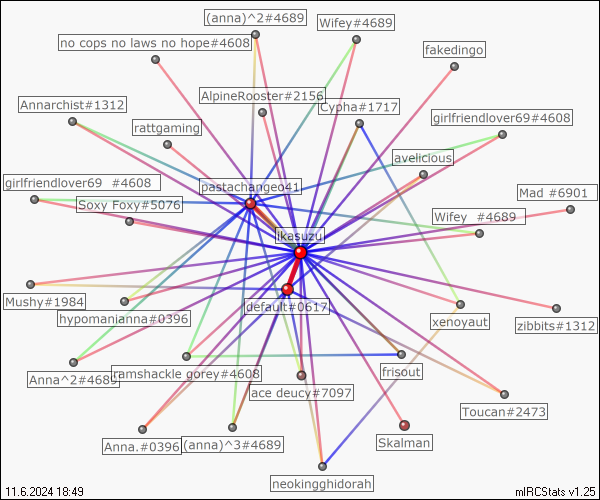 (anna)^2#4689
Wifey#4689
no cops no laws no hope#4608
fakedingo
AlpineRooster#2156
Annarchist#1312
Cypha#1717
girlfriendlover69#4608
rattgaming
avelicious
girlfriendlover69 #4608
pastachangeo41
Mad #6901
Soxy Foxy#5076
Wifey #4689
ikasuzu
Mushy#1984
default#0617
hypomanianna#0396
xenoyaut
zibbits#1312
Anna^2#4689
ramshackle gorey#4608
frisout
ace deucy#7097
Toucan#2473
Anna.#0396
(anna)^3#4689
Skalman
neokingghidorah
11.6.2024 18:49
mIRCStats v1.25